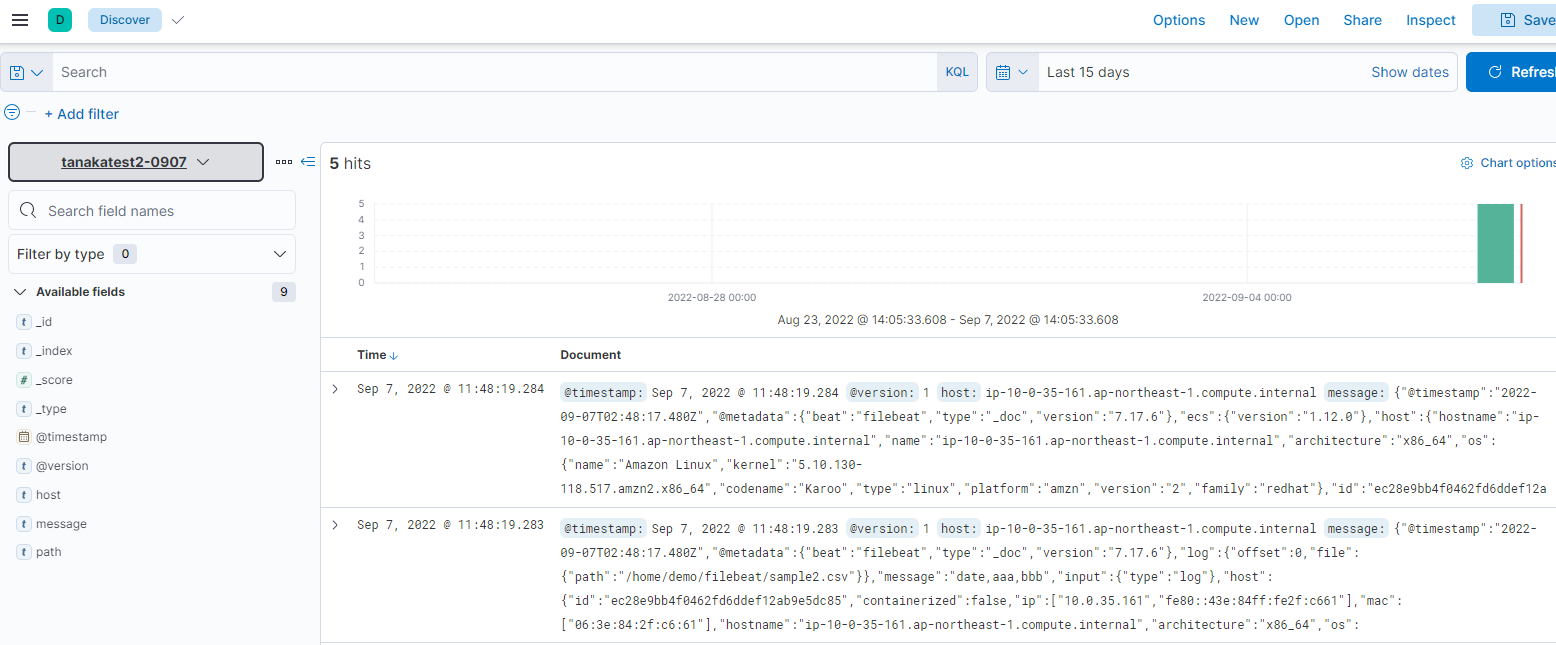 D Discover Options New Open Share Inspect Save
Search KQL Last 15 days Show dates Refres
+ Add filter
tanakatest2-0907
5 hits
Chart options
Search field names
Filter by type 0
Available fields 9
t _id
t _index
# _score
t _type
@timestamp
t @version
t host
t message
t path
5
4
3
2
1
0
2022-08-28 00:00 2022-09-04 00:00
Aug 23, 2022 @ 14:05:33.608 - Sep 7, 2022 @ 14:05:33.608
Time Document
Sep 7, 2022 @ 11:48:19.284 @timestamp: Sep 7, 2022 @ 11:48:19.284 @version: 1 host: ip-10-0-35-161.ap-northeast-1.compute.internal message: {"@timestamp":"2022-
09-07T02:48:17.480Z","@metadata":{"beat":"filebeat","type":"_doc","version":"7.17.6"},"ecs":{"version":"1.12.0"},"host":{"hostname":"ip-
10-0-35-161.ap-northeast-1.compute.internal","name":"ip-10-0-35-161.ap-northeast-1.compute.internal","architecture":"x86_64","os":
{"name":"Amazon Linux","kernel":"5.10.130-
118.517.amzn2.x86_64","codename":"Karoo","type":"linux","platform":"amzn","version":"2","family":"redhat"},"id":"ec28e9bb4f0462fd6ddef12a
Sep 7, 2022 @ 11:48:19.283 @timestamp: Sep 7, 2022 @ 11:48:19.283 @version: 1 host: ip-10-0-35-161.ap-northeast-1.compute.internal message: {"@timestamp":"2022-
09-07T02:48:17.480Z","@metadata":{"beat":"filebeat","type":"_doc","version":"7.17.6"},"log":{"offset":0,"file":
{"path":"/home/demo/filebeat/sample2.csv"}},"message":"date,aaa,bbb","input":{"type":"log"},"host":
{"id":"ec28e9bb4f0462fd6ddef12ab9e5dc85","containerized":false,"ip":["10.0.35.161","fe80::43e:84ff:fe2f:c661"],"mac":
["06:3e:84:2f:c6:61"],"hostname":"ip-10-0-35-161.ap-northeast-1.compute.internal","architecture":"x86_64","os":